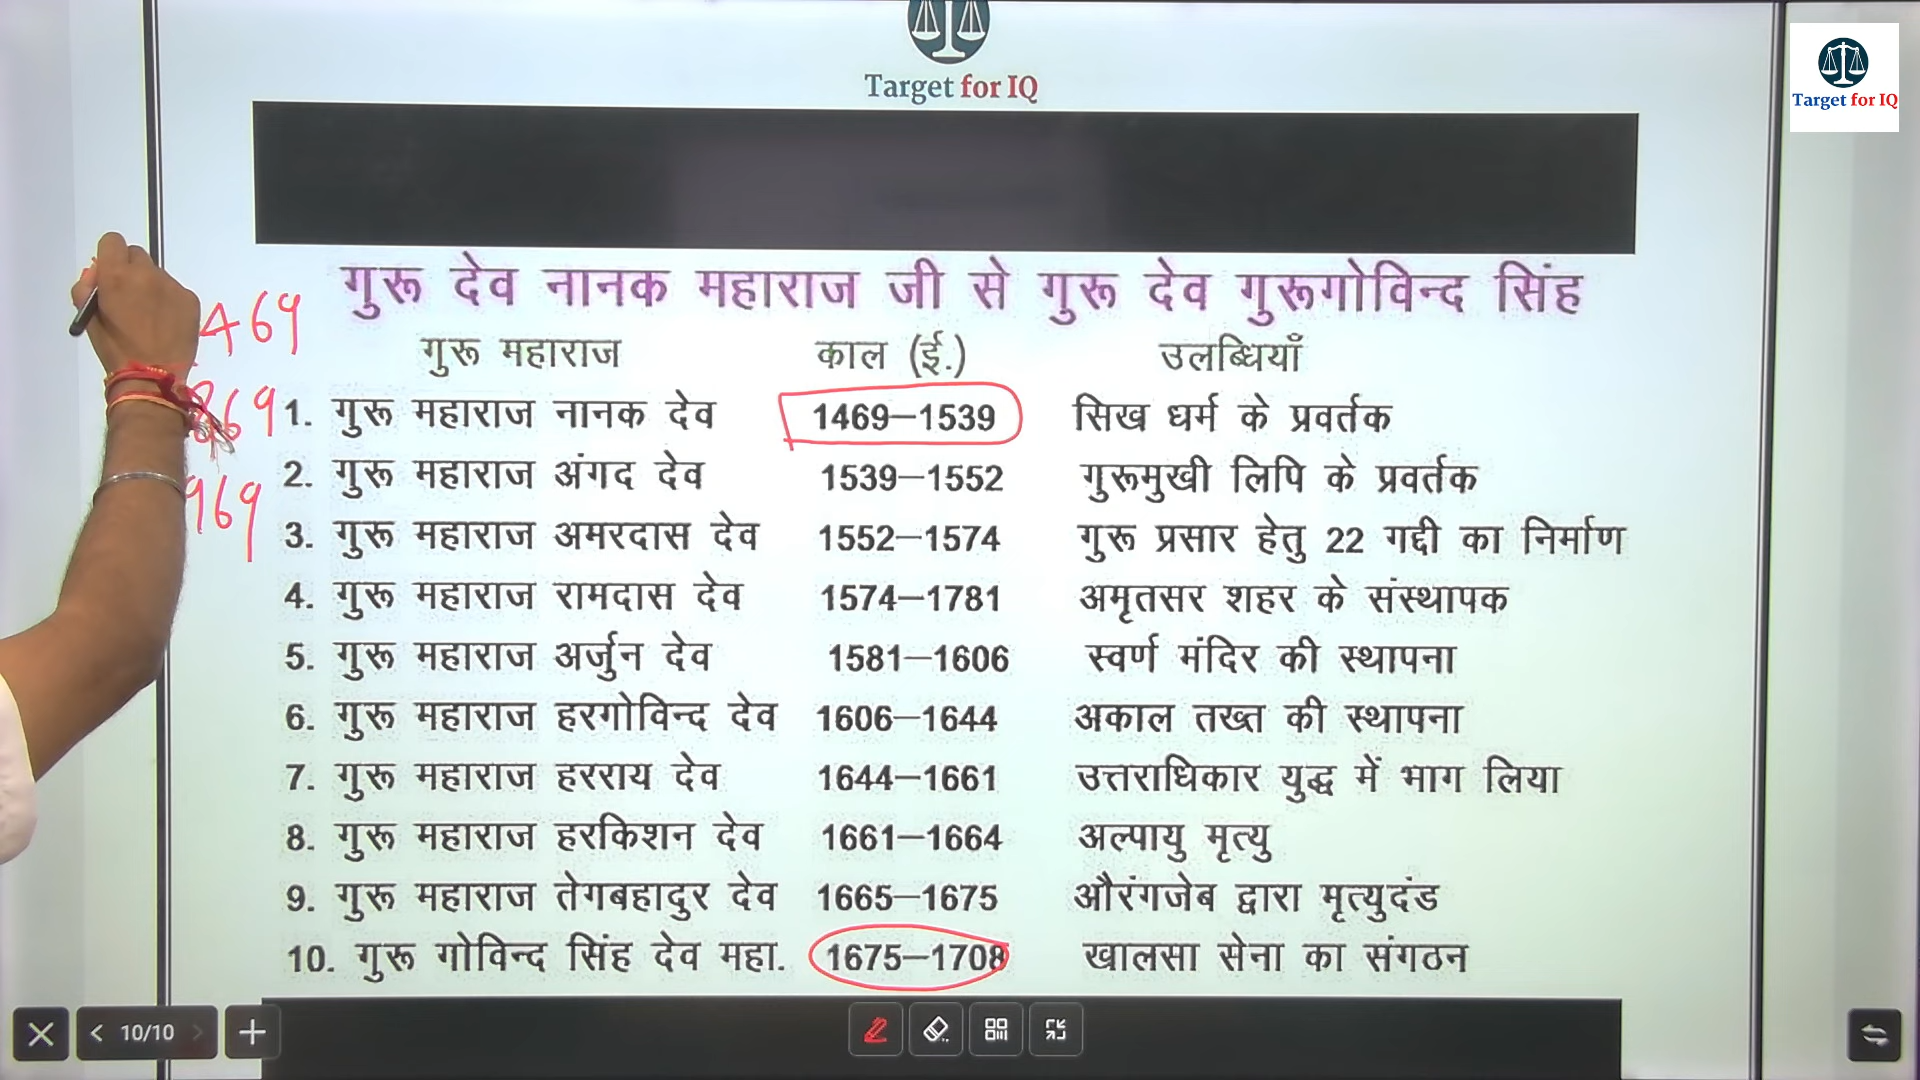 Target for IQ
Target for IQ
गुरू देव नानक महाराज जी से गुरू देव गुरूगोविन्द सिंह
गुरू महाराज काल (ई.) उलब्धियाँ
1. गुरू महाराज नानक देव 1469–1539 सिख धर्म के प्रवर्तक
2. गुरू महाराज अंगद देव 1539–1552 गुरूमुखी लिपि के प्रवर्तक
3. गुरू महाराज अमरदास देव 1552–1574 गुरू प्रसार हेतु 22 गद्दी का निर्माण
4. गुरू महाराज रामदास देव 1574–1781 अमृतसर शहर के संस्थापक
5. गुरू महाराज अर्जुन देव 1581–1606 स्वर्ण मंदिर की स्थापना
6. गुरू महाराज हरगोविन्द देव 1606–1644 अकाल तख्त की स्थापना
7. गुरू महाराज हरराय देव 1644–1661 उत्तराधिकार युद्ध में भाग लिया
8. गुरू महाराज हरकिशन देव 1661–1664 अल्पायु मृत्यु
9. गुरू महाराज तेगबहादुर देव 1665–1675 औरंगजेब द्वारा मृत्युदंड
10. गुरू गोविन्द सिंह देव महा. 1675–1708 खालसा सेना का संगठन
469
869
969
10/10